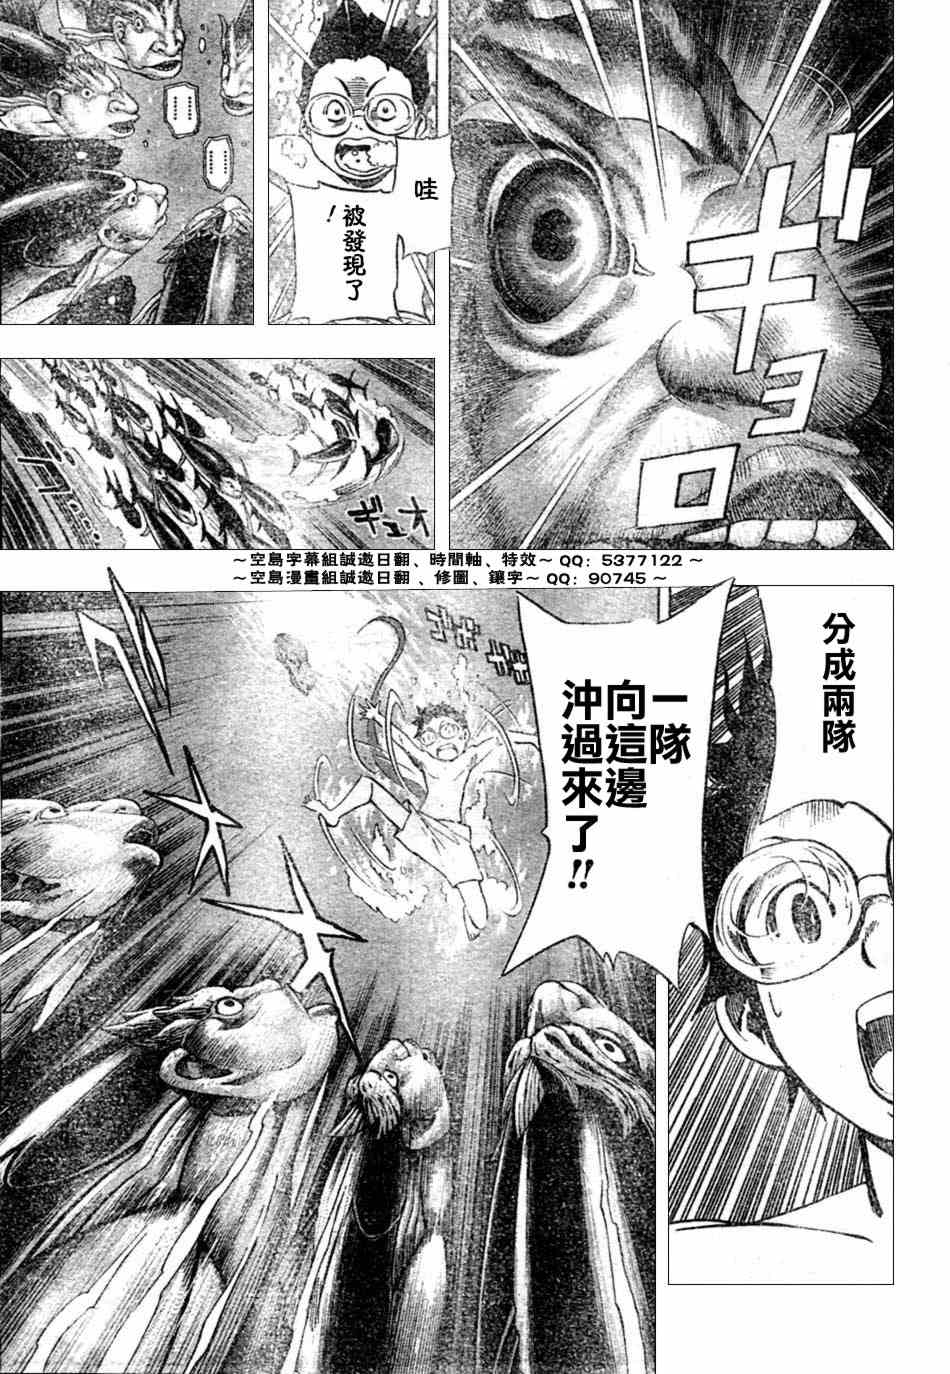 ギョロ
哇
被發現了
！
……
……
ギュオ
～空島字幕組誠邀日翻、時間軸、特效～ QQ: 5377122 ～
～空島漫畫組誠邀日翻、修圖、鑲字～ QQ: 90745 ～
分成兩隊
一隊
向這邊
沖過來了!!